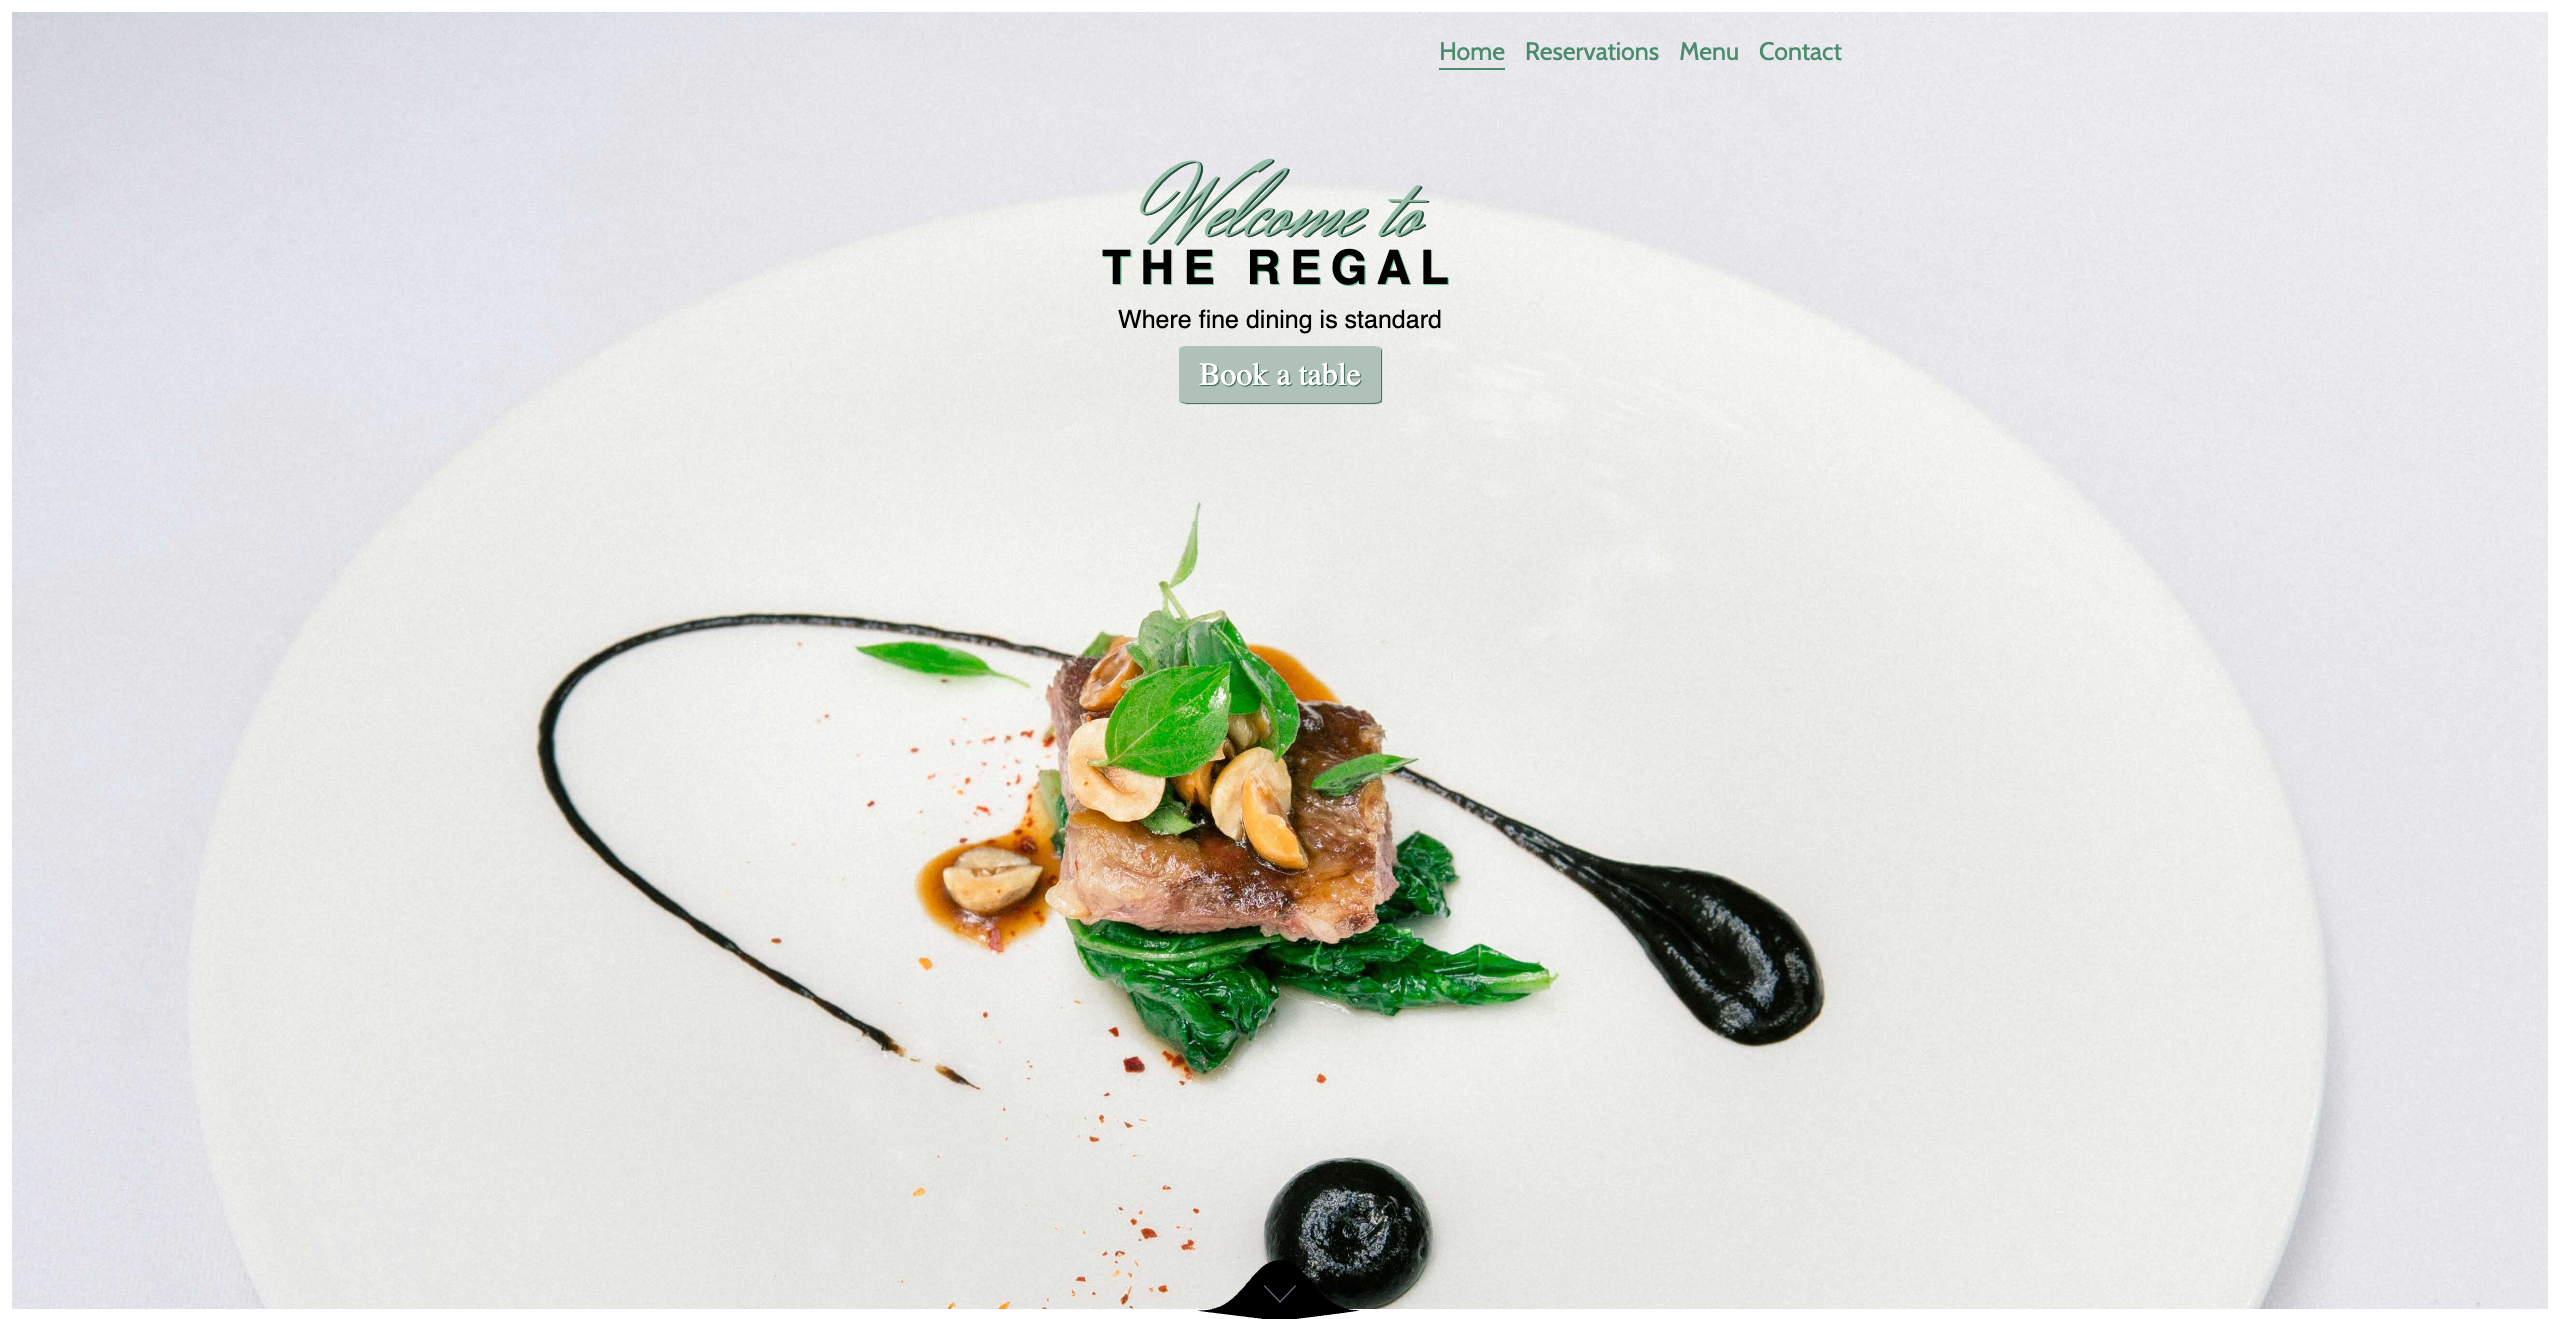 Home Reservations Menu Contact
Welcome to
THE REGAL
Where fine dining is standard
Book a table